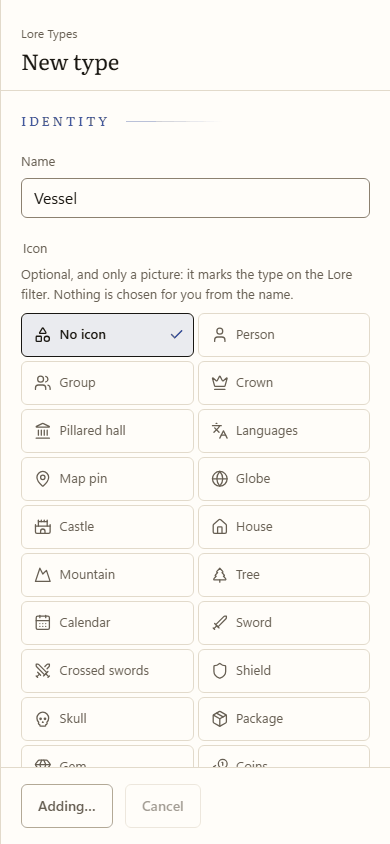 Lore Types
New type
IDENTITY
Name
Vessel
Icon
Optional, and only a picture: it marks the type on the Lore
filter. Nothing is chosen for you from the name.
No icon
Person
Group
Crown
Pillared hall
Languages
Map pin
Globe
Castle
House
Mountain
Tree
Calendar
Sword
Crossed swords
Shield
Skull
Package
Gem
Coins
Adding...
Cancel